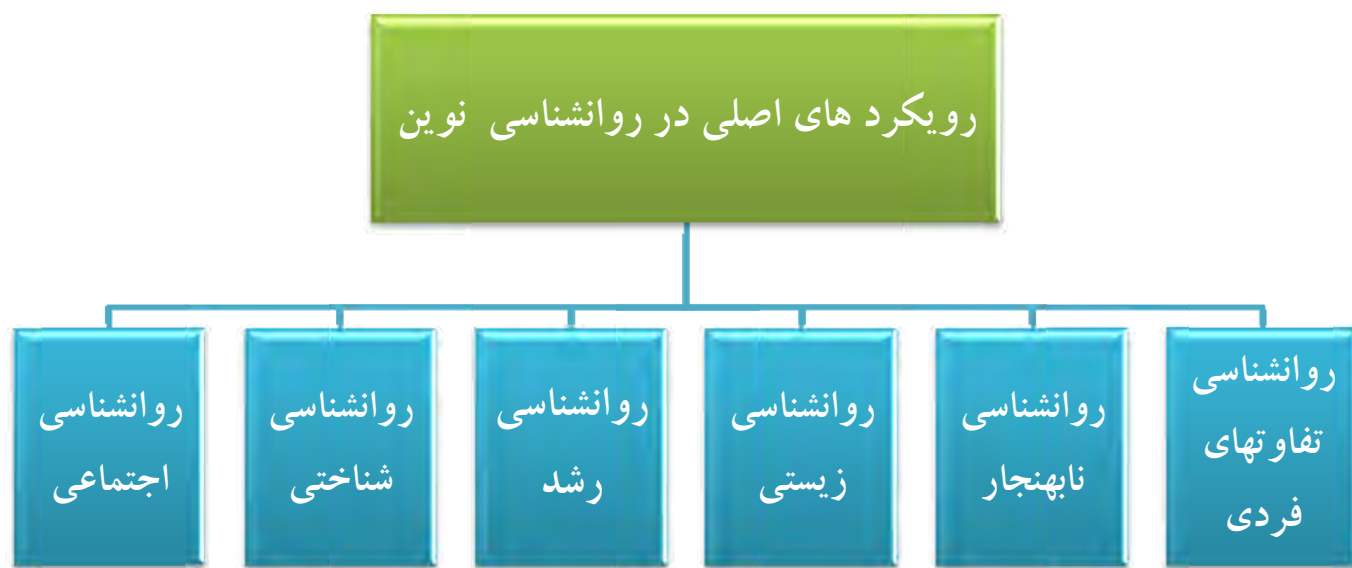 رویکرد های اصلی در روانشناسی نوین
روانشناسی
تفاوتهای
فردی
روانشناسی
نابهنجار
روانشناسی
زیستی
روانشناسی
رشد
روانشناسی
شناختی
روانشناسی
اجتماعی